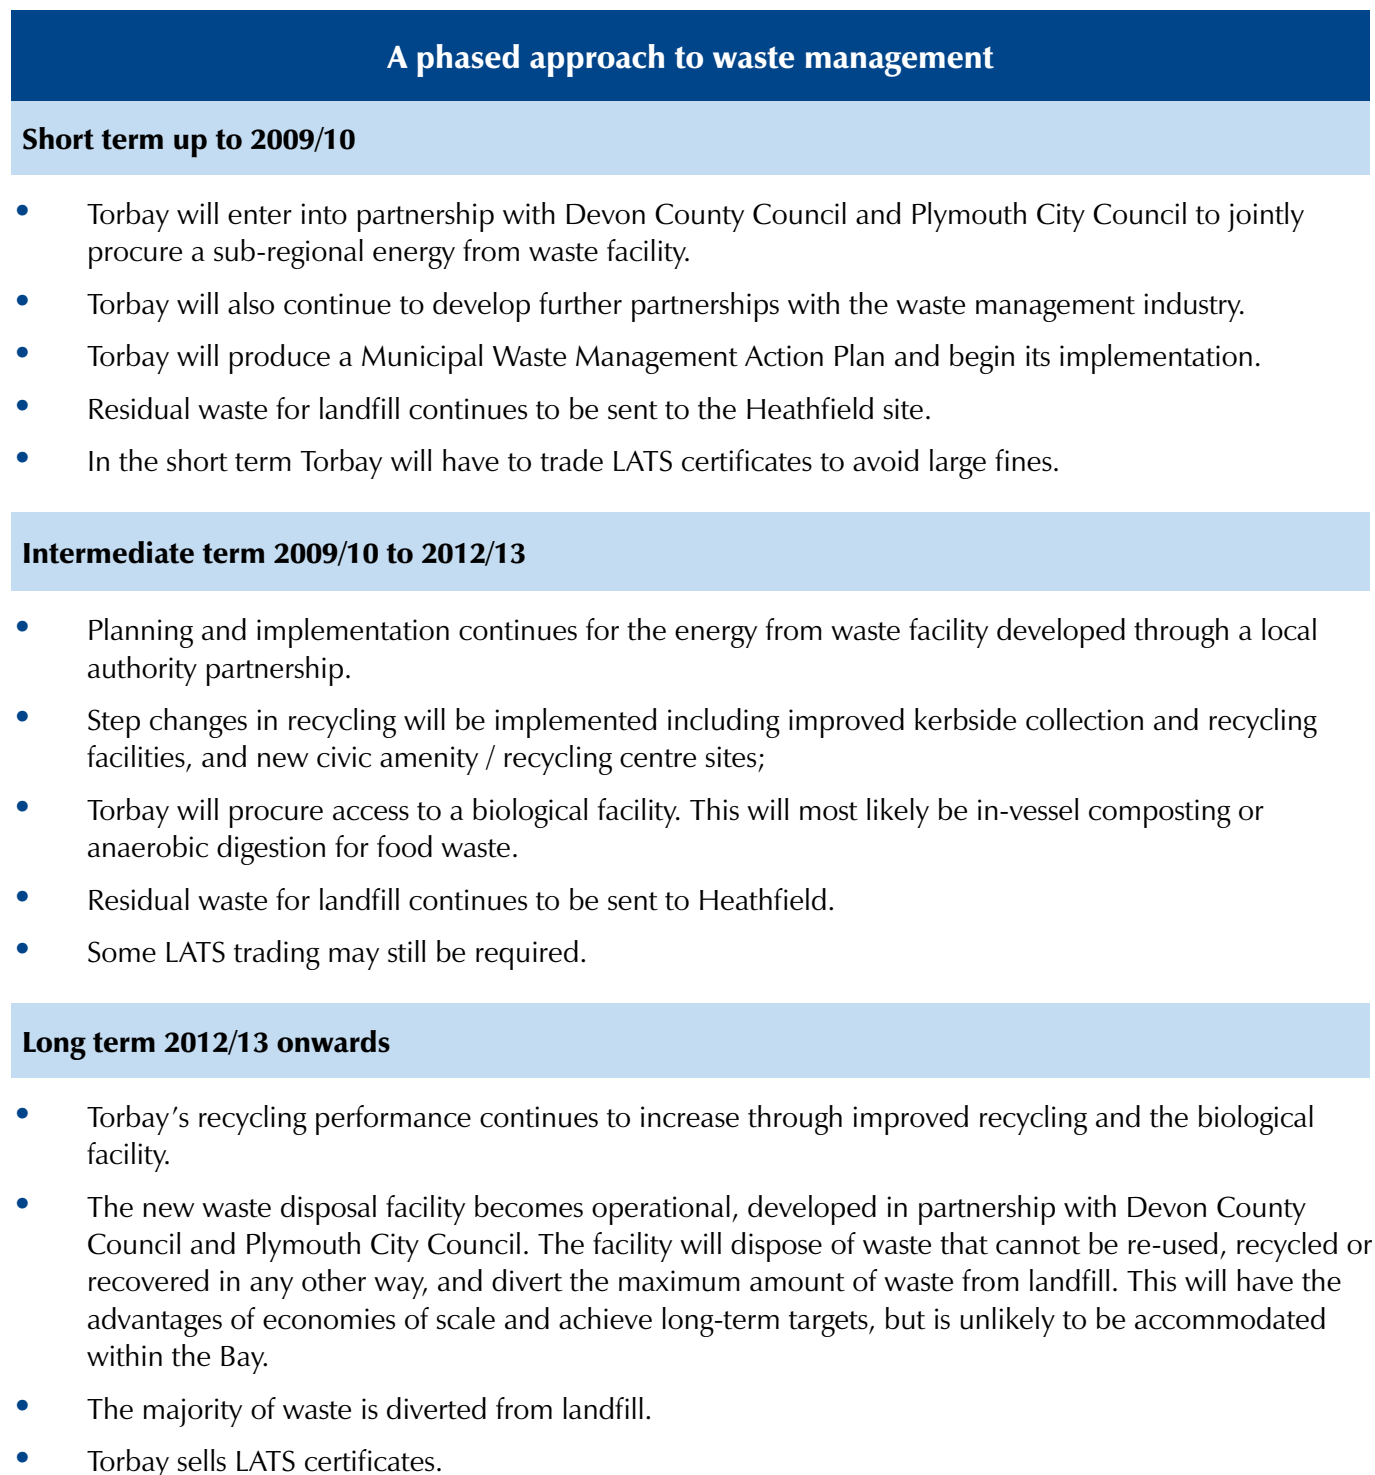 A phased approach to waste management
Short term up to 2009/10
• Torbay will enter into partnership with Devon County Council and Plymouth City Council to jointly
procure a sub-regional energy from waste facility.
• Torbay will also continue to develop further partnerships with the waste management industry.
• Torbay will produce a Municipal Waste Management Action Plan and begin its implementation.
• Residual waste for landfill continues to be sent to the Heathfield site.
• In the short term Torbay will have to trade LATS certificates to avoid large fines.
Intermediate term 2009/10 to 2012/13
• Planning and implementation continues for the energy from waste facility developed through a local
authority partnership.
• Step changes in recycling will be implemented including improved kerbside collection and recycling
facilities, and new civic amenity / recycling centre sites;
• Torbay will procure access to a biological facility. This will most likely be in-vessel composting or
anaerobic digestion for food waste.
• Residual waste for landfill continues to be sent to Heathfield.
• Some LATS trading may still be required.
Long term 2012/13 onwards
• Torbay’s recycling performance continues to increase through improved recycling and the biological
facility.
• The new waste disposal facility becomes operational, developed in partnership with Devon County
Council and Plymouth City Council. The facility will dispose of waste that cannot be re-used, recycled or
recovered in any other way, and divert the maximum amount of waste from landfill. This will have the
advantages of economies of scale and achieve long-term targets, but is unlikely to be accommodated
within the Bay.
• The majority of waste is diverted from landfill.
• Torbay sells LATS certificates.